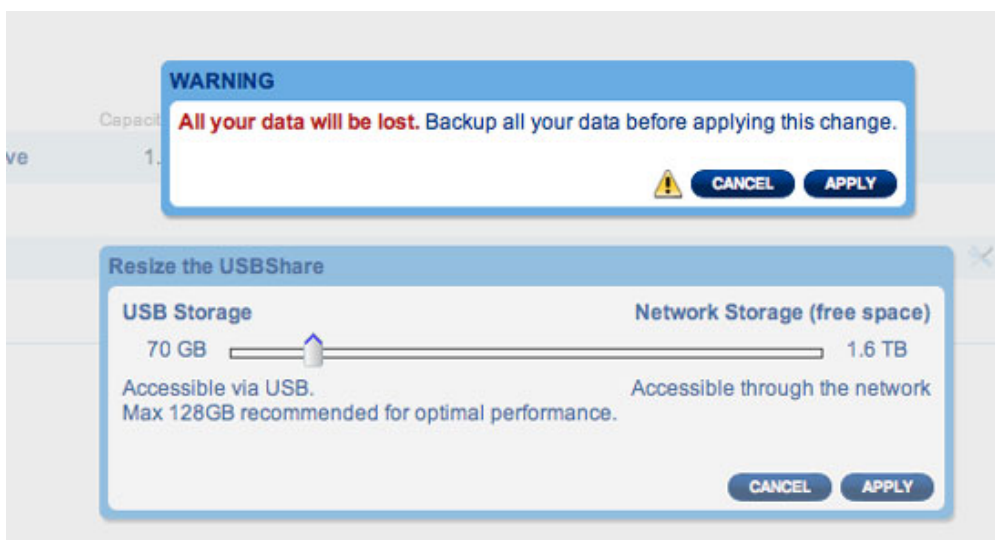 WARNING
All your data will be lost. Backup all your data before applying this change.
CANCEL APPLY
ve 1.
Resize the USBShare
USB Storage Network Storage (free space)
70 GB 1.6 TB
Accessible via USB. Accessible through the network
Max 128GB recommended for optimal performance.
CANCEL APPLY